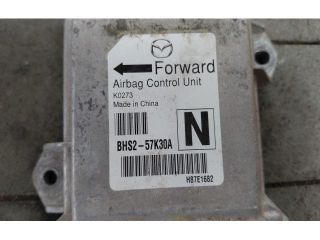 Forward
Airbag Control Unit
K0273
Made in China
N
BHS2-57K30A
H87E1682